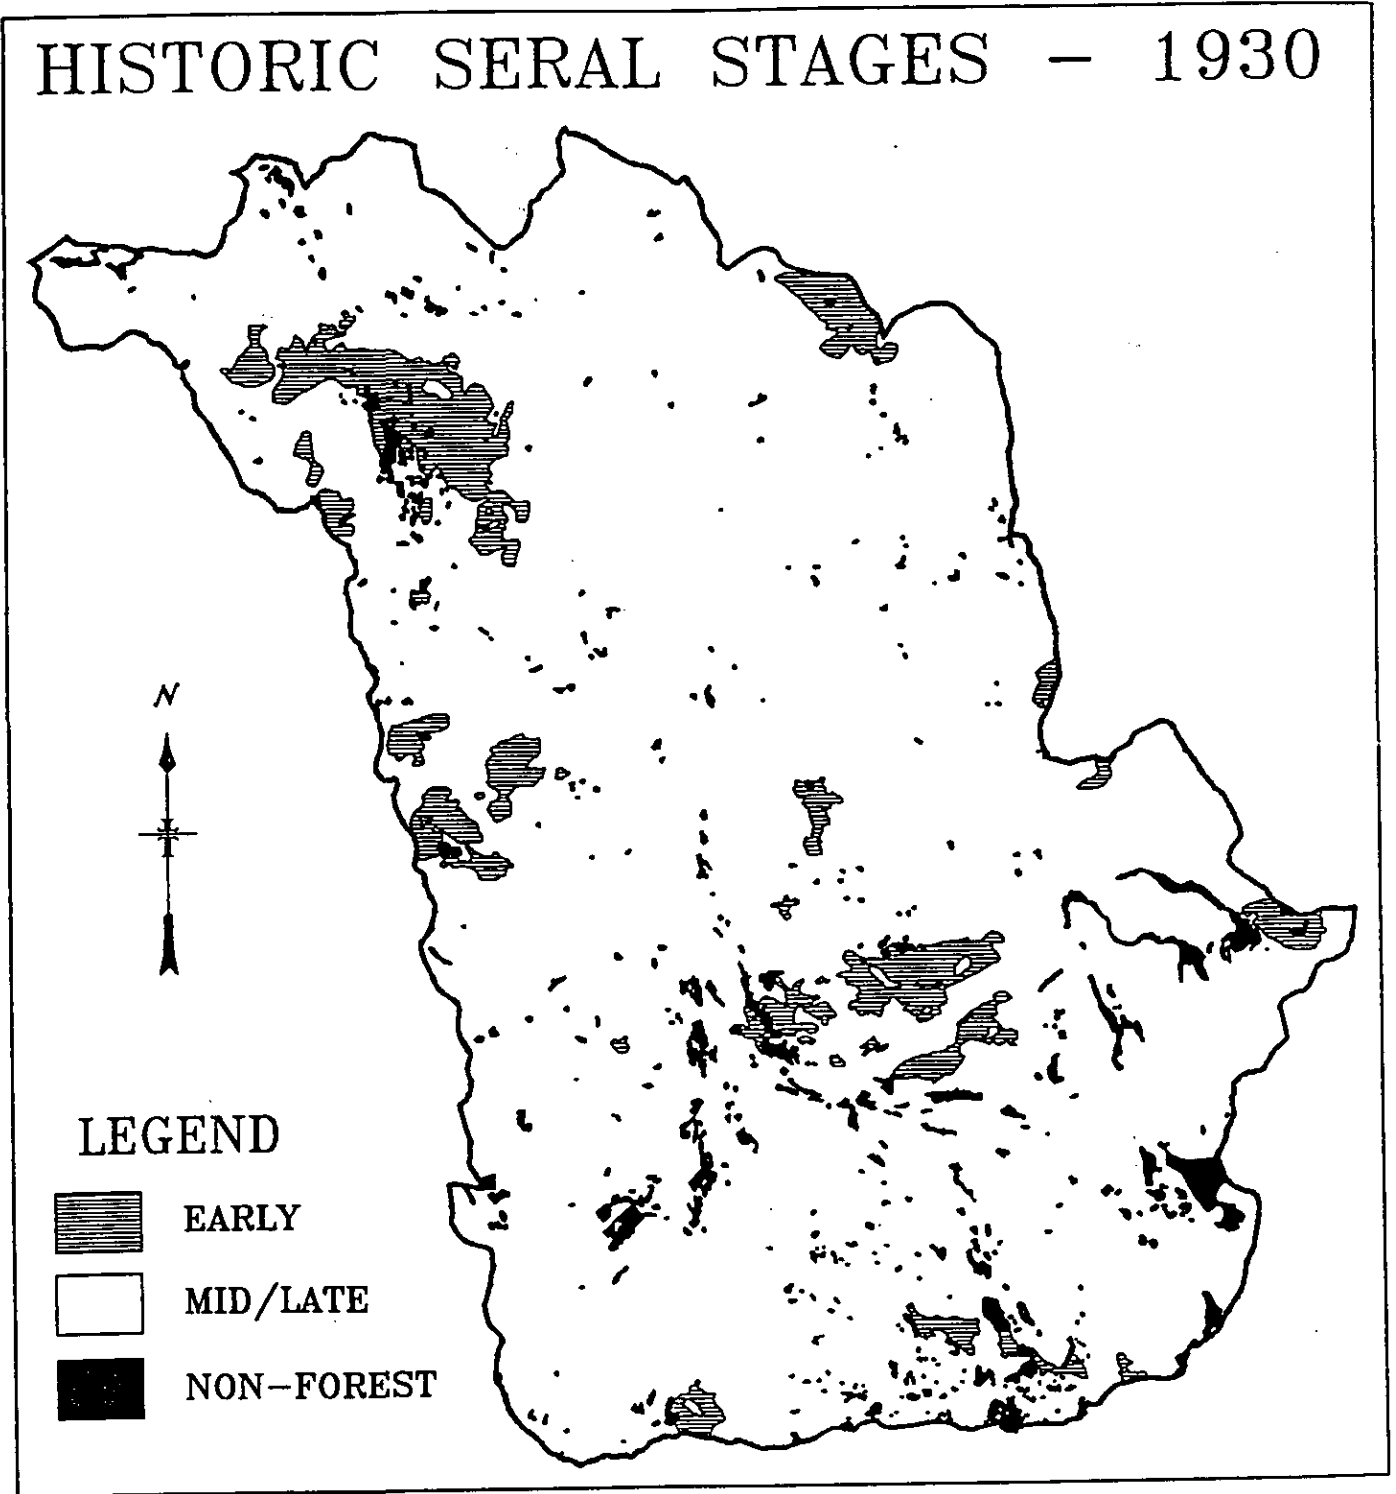 HISTORIC SERAL STAGES - 1930
N
LEGEND
EARLY
MID/LATE
NON-FOREST